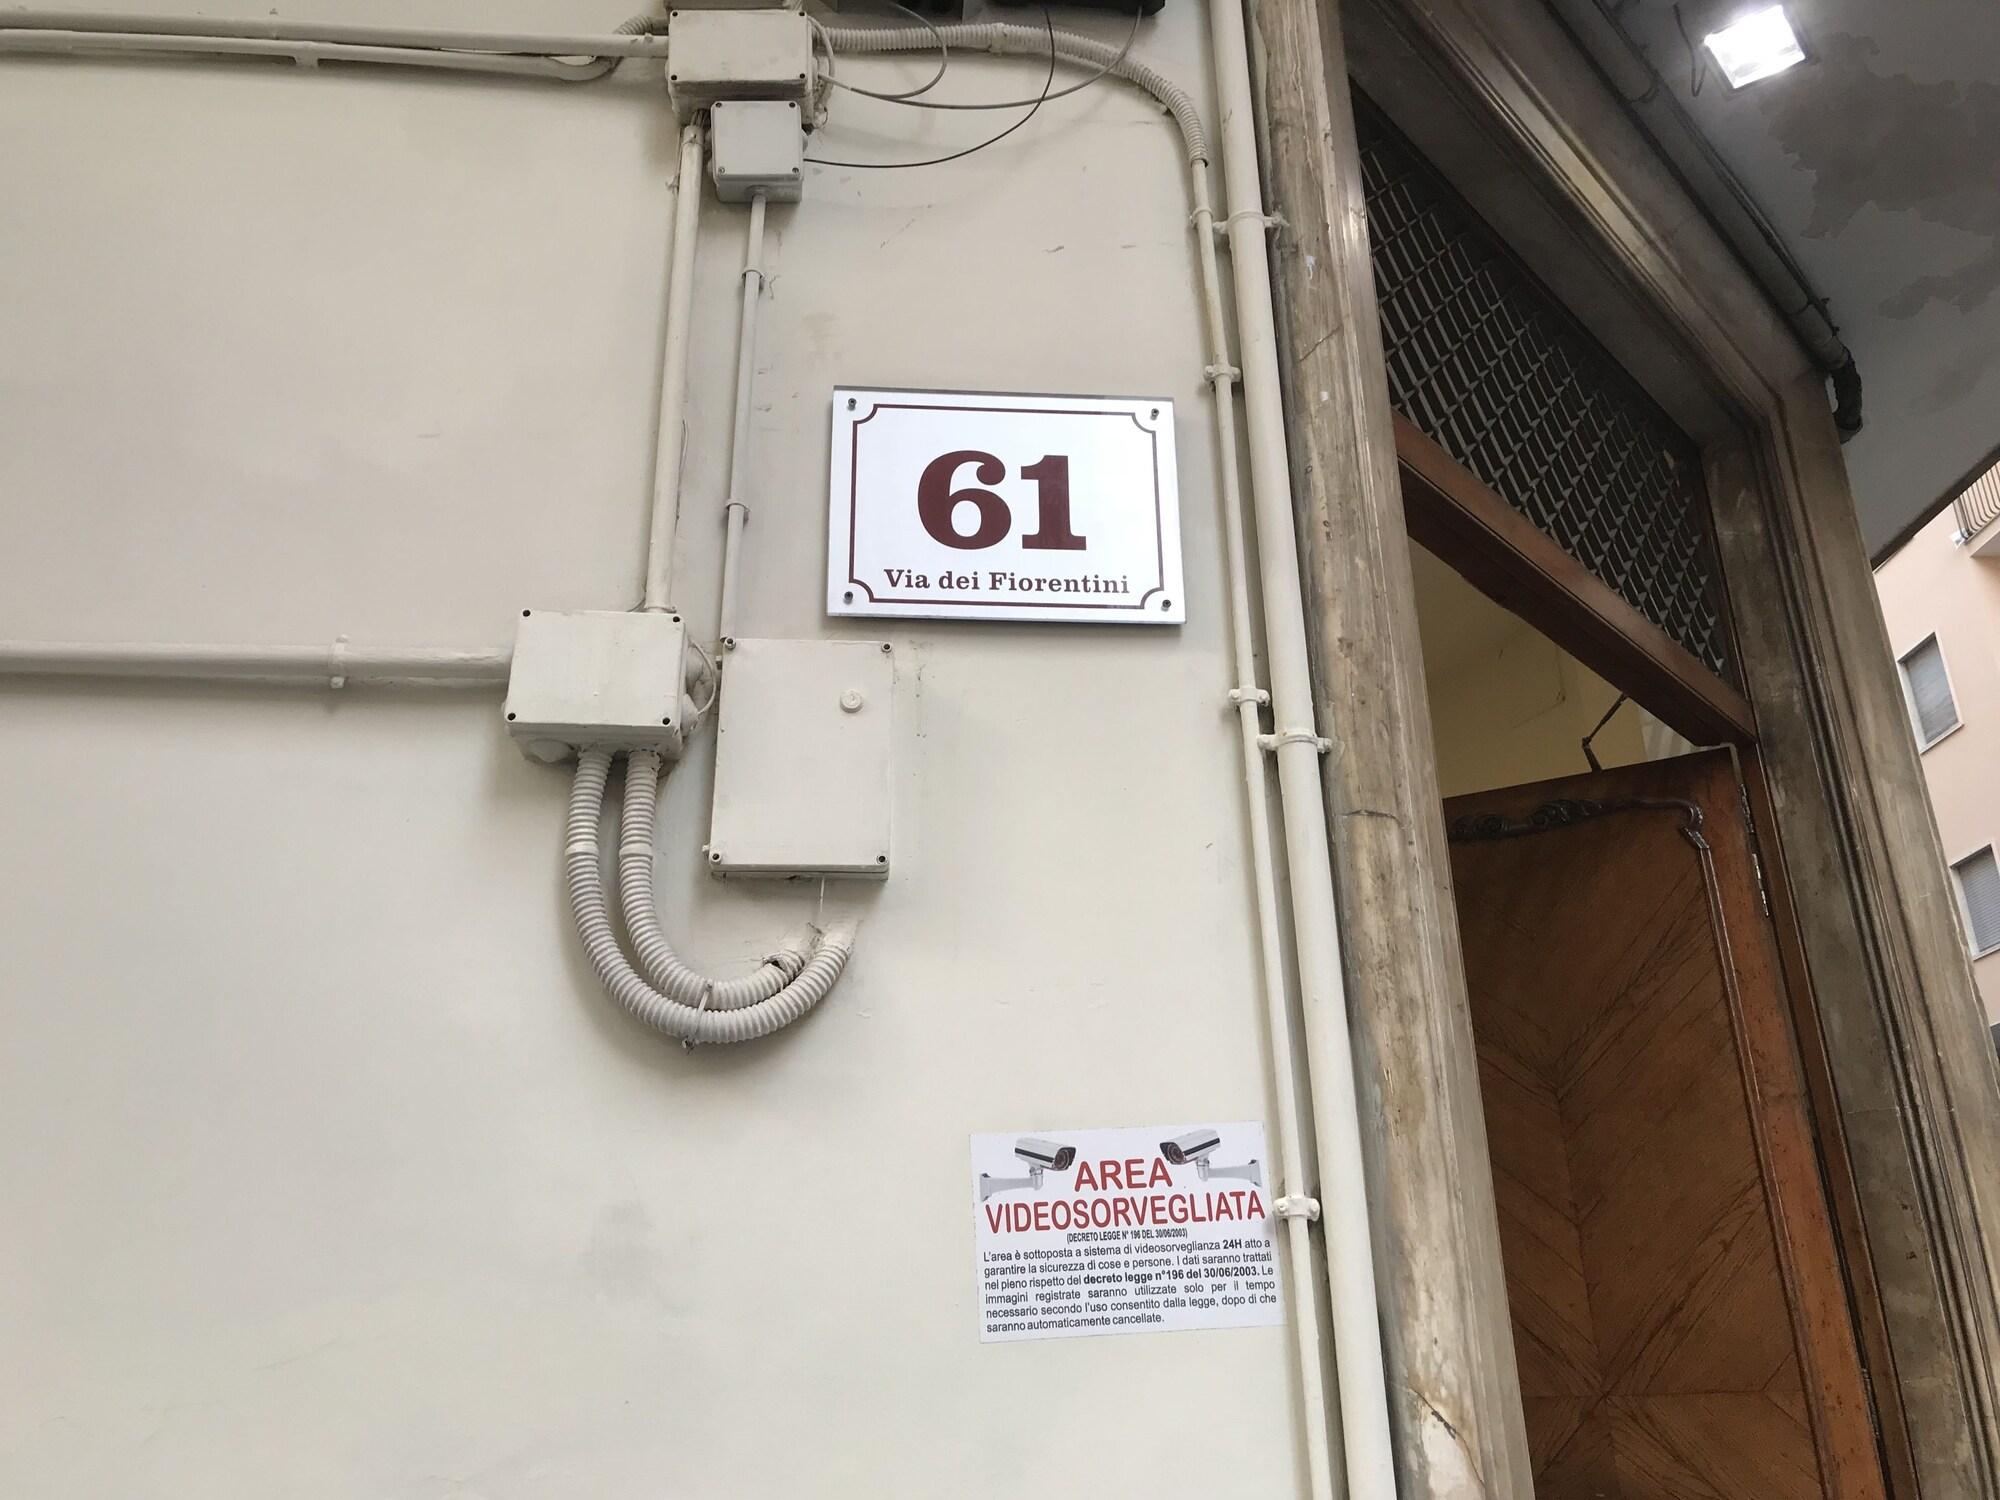 61
Via dei Fiorentini
AREA
VIDEOSORVEGLIATA
(DECRETO LEGGE N° 196 DEL 30/06/2003)
L'area è sottoposta a sistema di videosorveglianza 24H atto a
garantire la sicurezza di cose e persone. I dati saranno trattati
nel pieno rispetto del decreto legge n°196 del 30/06/2003. Le
immagini registrate saranno utilizzate solo per il tempo
necessario secondo l'uso consentito dalla legge, dopo di che
saranno automaticamente cancellate.